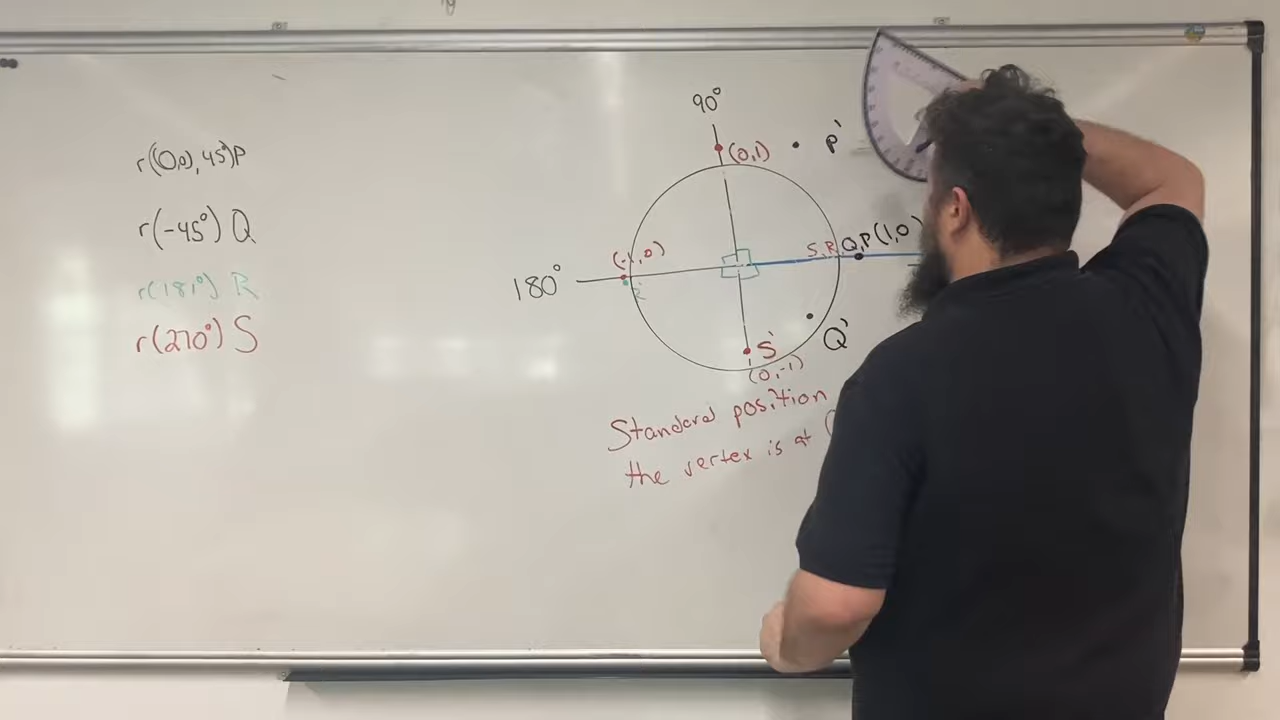 r((0,0),45°)P
r(-45°) Q
r(181°) R
r(270°) S
90°
(0,1)
P'
(-1,0)
S,R,Q,P(1,0)
180°
R'
S'
Q'
(0,-1)
Standard position
the vertex is at (